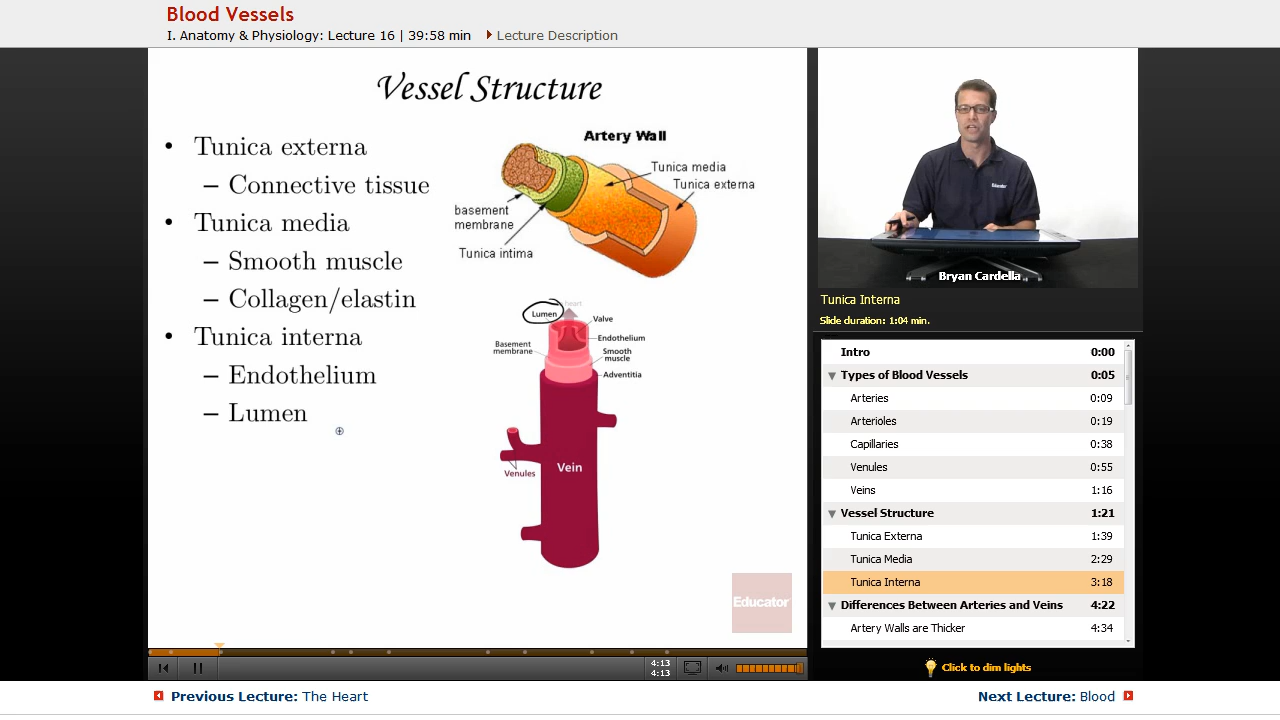 Blood Vessels
I. Anatomy & Physiology: Lecture 16 | 39:58 min Lecture Description
Vessel Structure
• Tunica externa
– Connective tissue
• Tunica media
– Smooth muscle
– Collagen/elastin
• Tunica interna
– Endothelium
– Lumen
Artery Wall
Tunica media
Tunica externa
basement
membrane
Tunica intima
heart
Lumen
Valve
Endothelium
Basement
membrane
Smooth
muscle
Adventitia
Vein
Venules
Educator
Educator
Bryan Cardella
Tunica Interna
Slide duration: 1:04 min.
Intro 0:00
Types of Blood Vessels 0:05
Arteries 0:09
Arterioles 0:19
Capillaries 0:38
Venules 0:55
Veins 1:16
Vessel Structure 1:21
Tunica Externa 1:39
Tunica Media 2:29
Tunica Interna 3:18
Differences Between Arteries and Veins 4:22
Artery Walls are Thicker 4:34
4:13
4:13
Click to dim lights
Previous Lecture: The Heart
Next Lecture: Blood